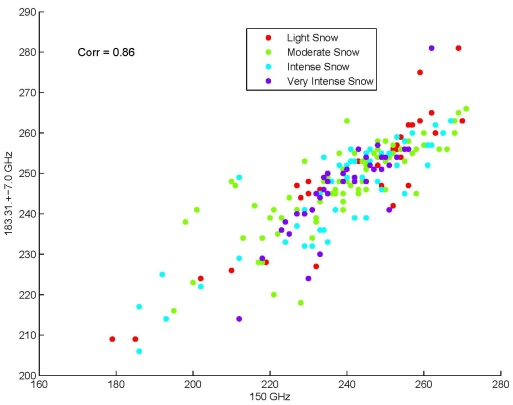 290
280
270
260
250
240
230
220
210
200
183.31.+−7.0 GHz
Corr = 0.86
Light Snow
Moderate Snow
Intense Snow
Very Intense Snow
160 180 200 220 240 260 280
150 GHz